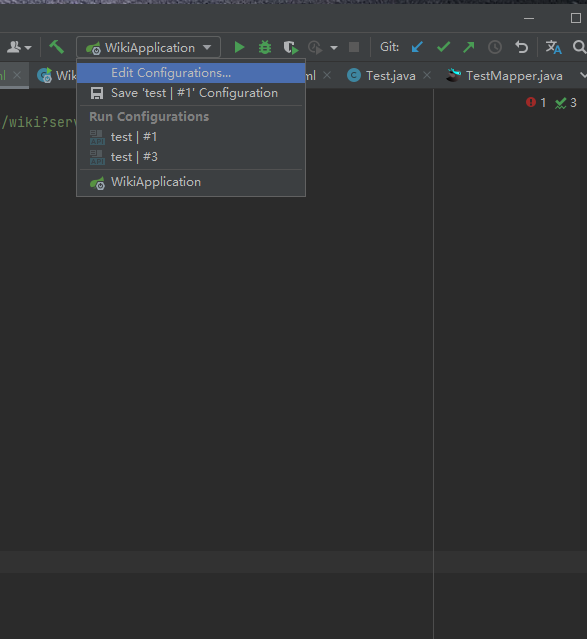 WikiApplication
Git:
ml
Wik
ml
Test.java
TestMapper.java
Edit Configurations...
Save 'test | #1' Configuration
Run Configurations
test | #1
test | #3
WikiApplication
1
3
/wiki?serv